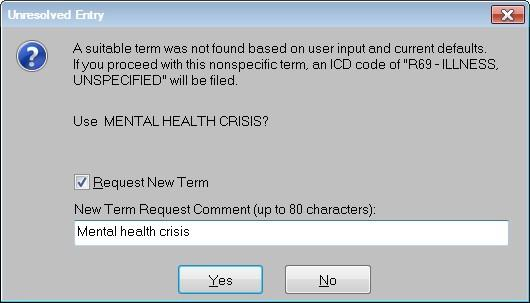 Unresolved Entry
A suitable term was not found based on user input and current defaults.
If you proceed with this nonspecific term, an ICD code of "R69 - ILLNESS,
UNSPECIFIED" will be filed.
Use MENTAL HEALTH CRISIS?
Request New Term
New Term Request Comment (up to 80 characters):
Mental health crisis
Yes No